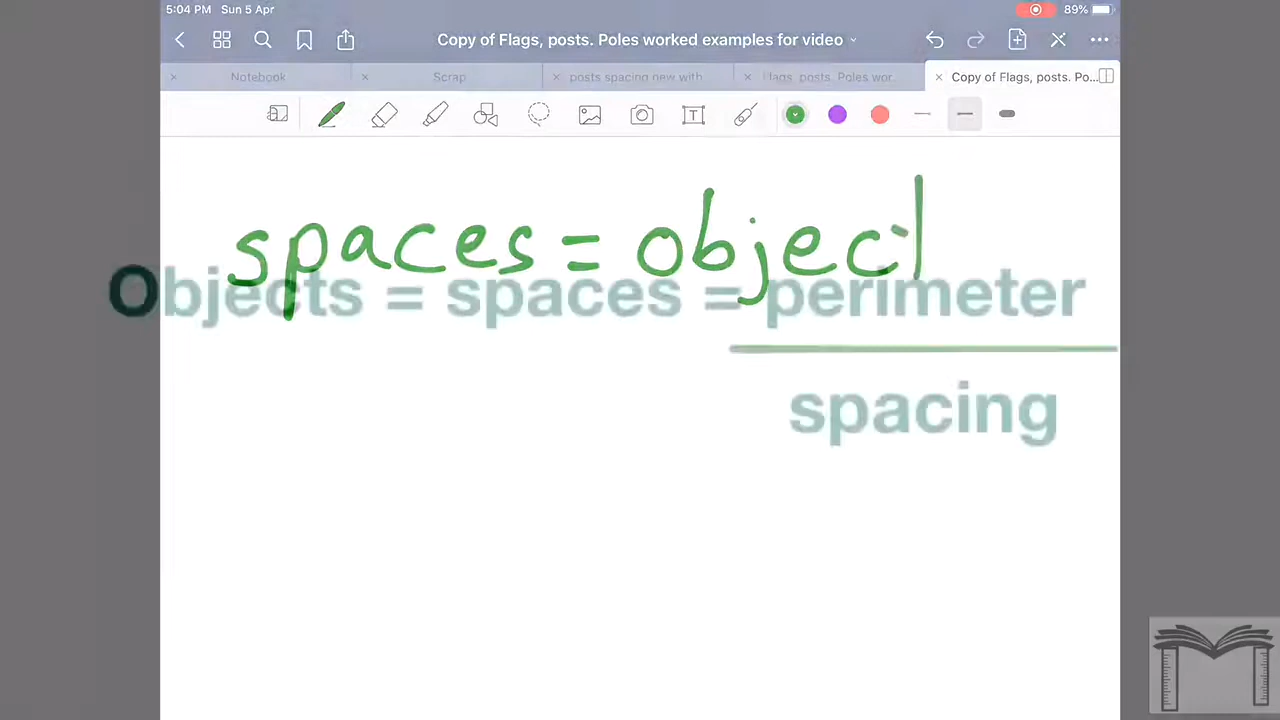 5:04 PM Sun 5 Apr 89%
Copy of Flags, posts. Poles worked examples for video
Notebook Scrap posts spacing new with Flags, posts. Poles wor... Copy of Flags, posts. Po...
T
spaces = object
Objects = spaces = perimeter
spacing